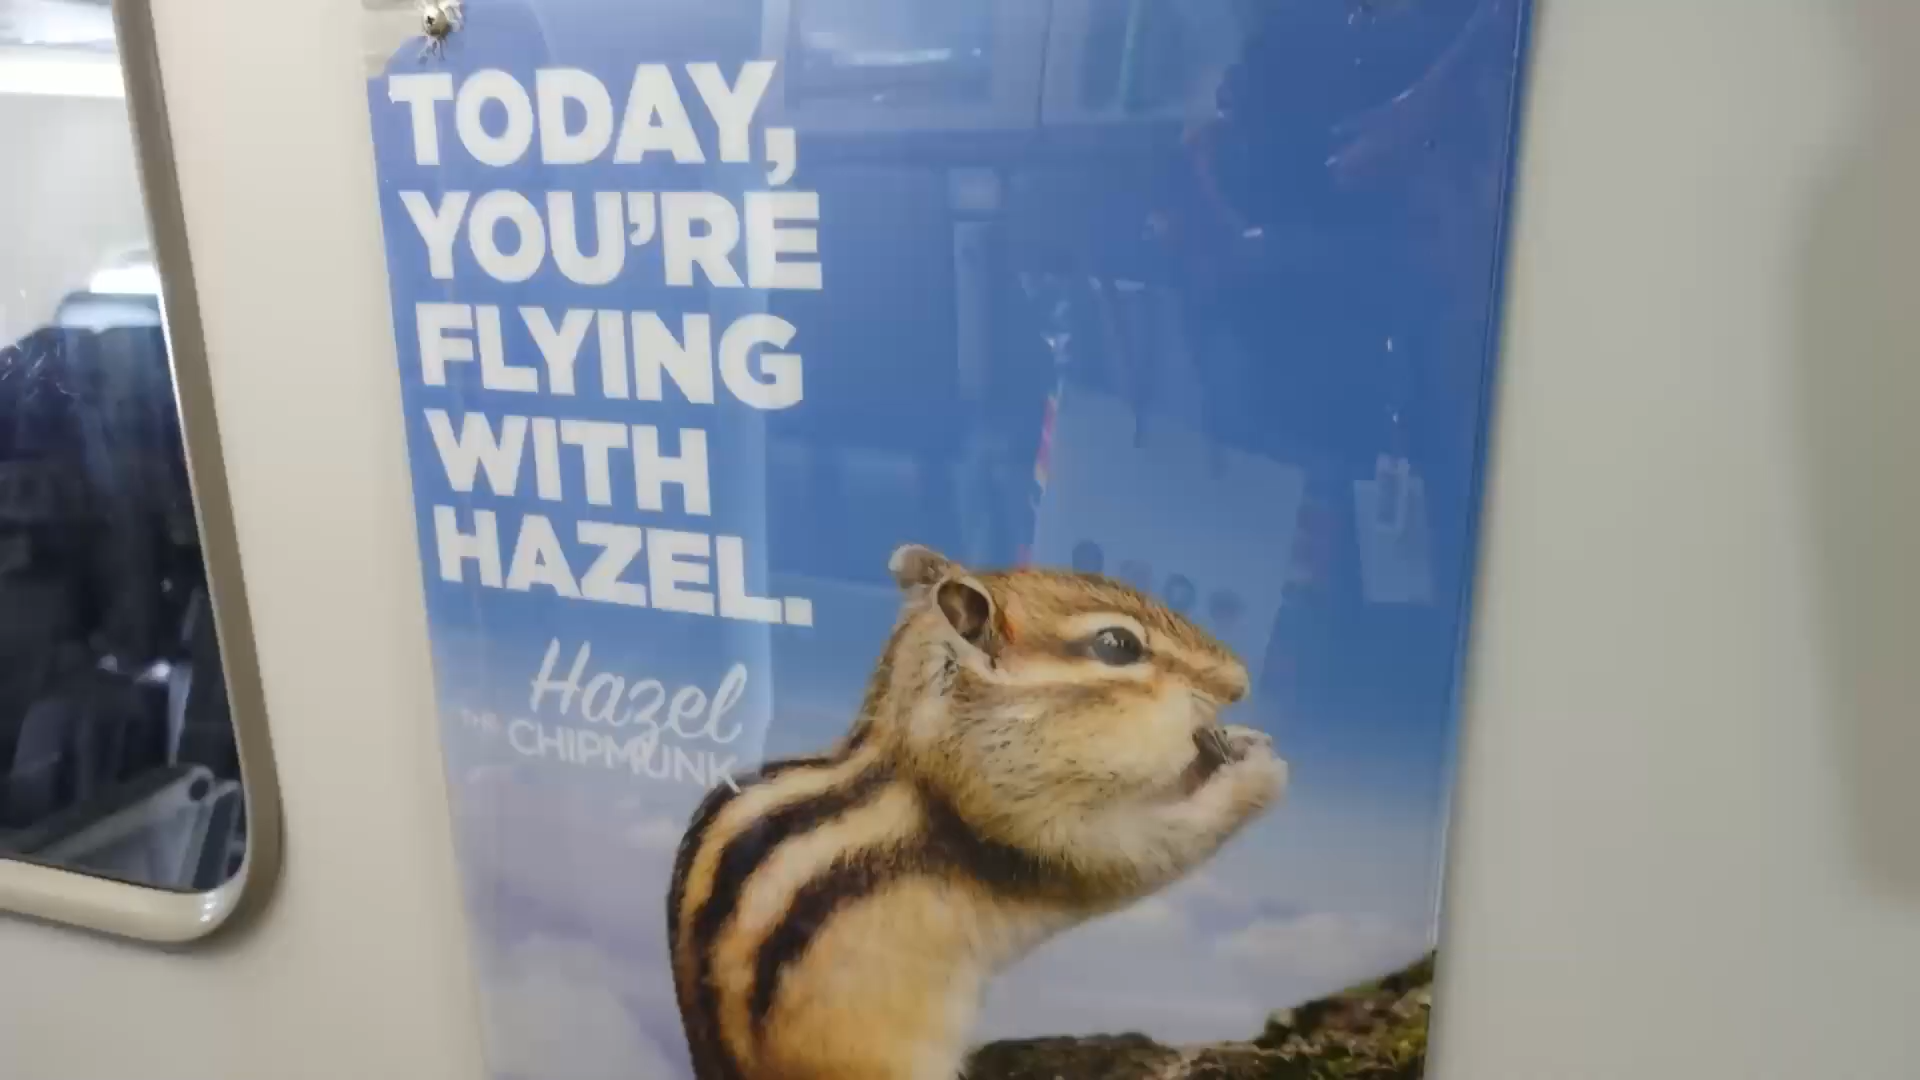 TODAY,
YOU'RE
FLYING
WITH
HAZEL.
Hazel
THE CHIPMUNK